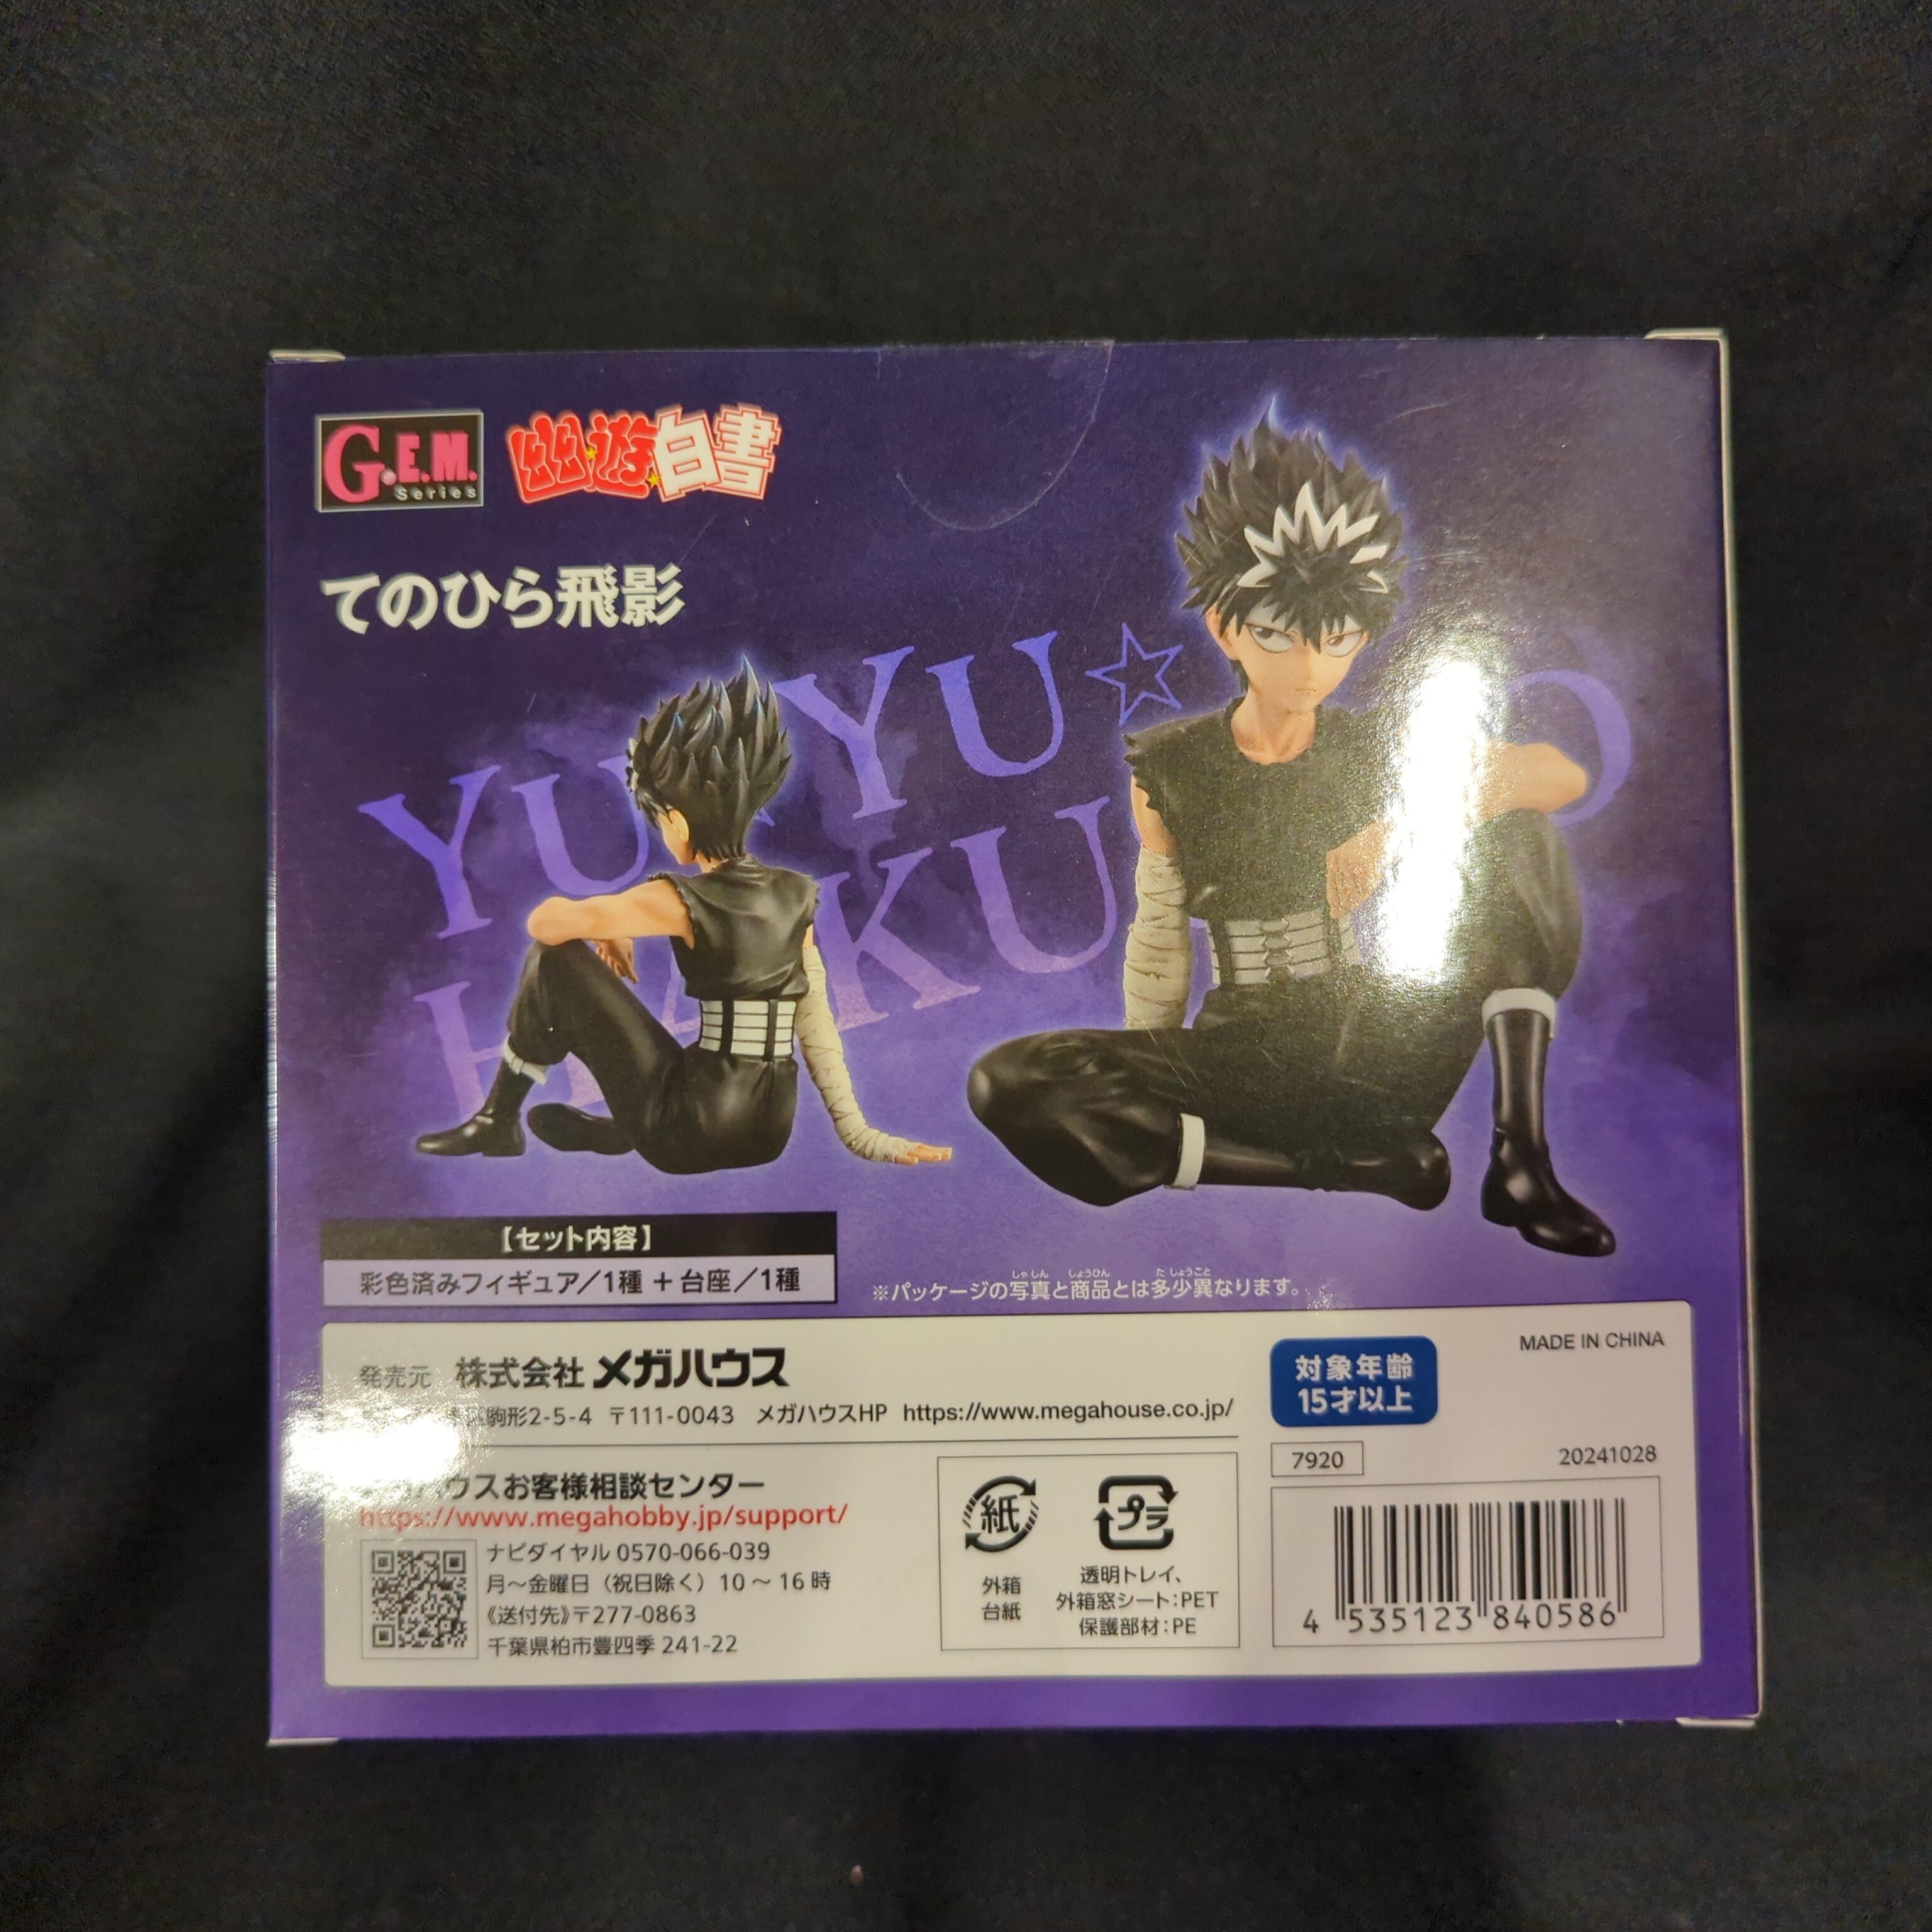 G.E.M.
Series
幽☆遊☆白書
てのひら飛影
YU YU☆
HAKU
【セット内容】
彩色済みフィギュア／1種＋台座／1種
※パッケージの写真と商品とは多少異なります。
発売元 株式会社メガハウス
駒形2-5-4 〒111-0043 メガハウスHP https://www.megahouse.co.jp/
ウスお客様相談センター
https://www.megahobby.jp/support/
ナビダイヤル 0570-066-039
月～金曜日（祝日除く）10～16時
《送付先》〒277-0863
千葉県柏市豊四季 241-22
紙
外箱
台紙
プラ
透明トレイ、
外箱窓シート：PET
保護部材：PE
対象年齢
15才以上
MADE IN CHINA
7920
20241028
4 535123 840586